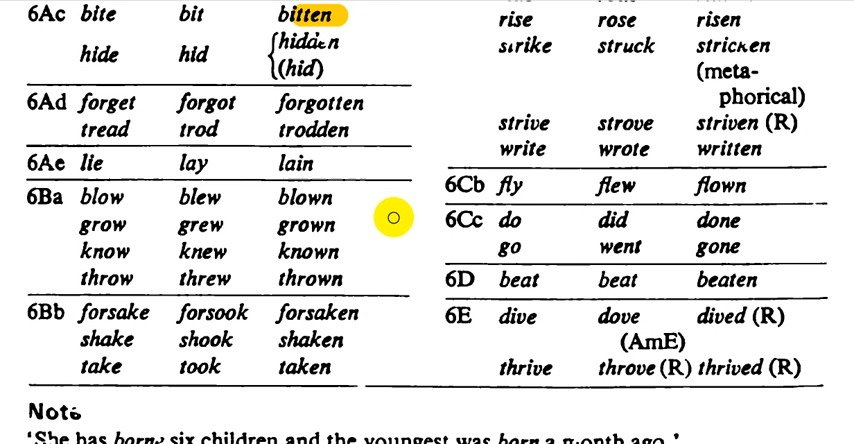 6Ac bite bit bitten
hide hid {hidden
(hid)
6Ad forget forgot forgotten
tread trod trodden
6Ae lie lay lain
6Ba blow blew blown
grow grew grown
know knew known
throw threw thrown
6Bb forsake forsook forsaken
shake shook shaken
take took taken
rise rose risen
strike struck stricken
(meta-
phorical)
strive strove striven (R)
write wrote written
6Cb fly flew flown
6Cc do did done
go went gone
6D beat beat beaten
6E dive dove dived (R)
(AmE)
thrive throve (R) thrived (R)
Note
'She has borne six children and the youngest was born a month ago.'